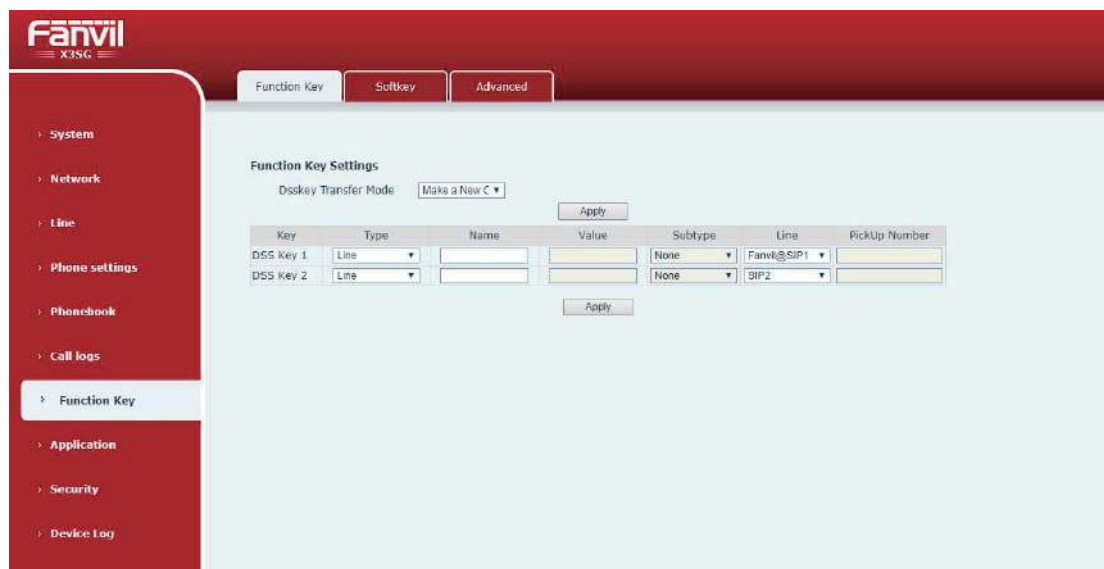 Fanvil
X3SG
Function Key Softkey Advanced
System
Network
Line
Phone settings
Phonebook
Call logs
Function Key
Application
Security
Device Log
Function Key Settings
Dsskey Transfer Mode Make a New C
Apply
Key Type Name Value Subtype Line PickUp Number
DSS Key 1 Line None Fanvil@SIP1
DSS Key 2 Line None SIP2
Apply